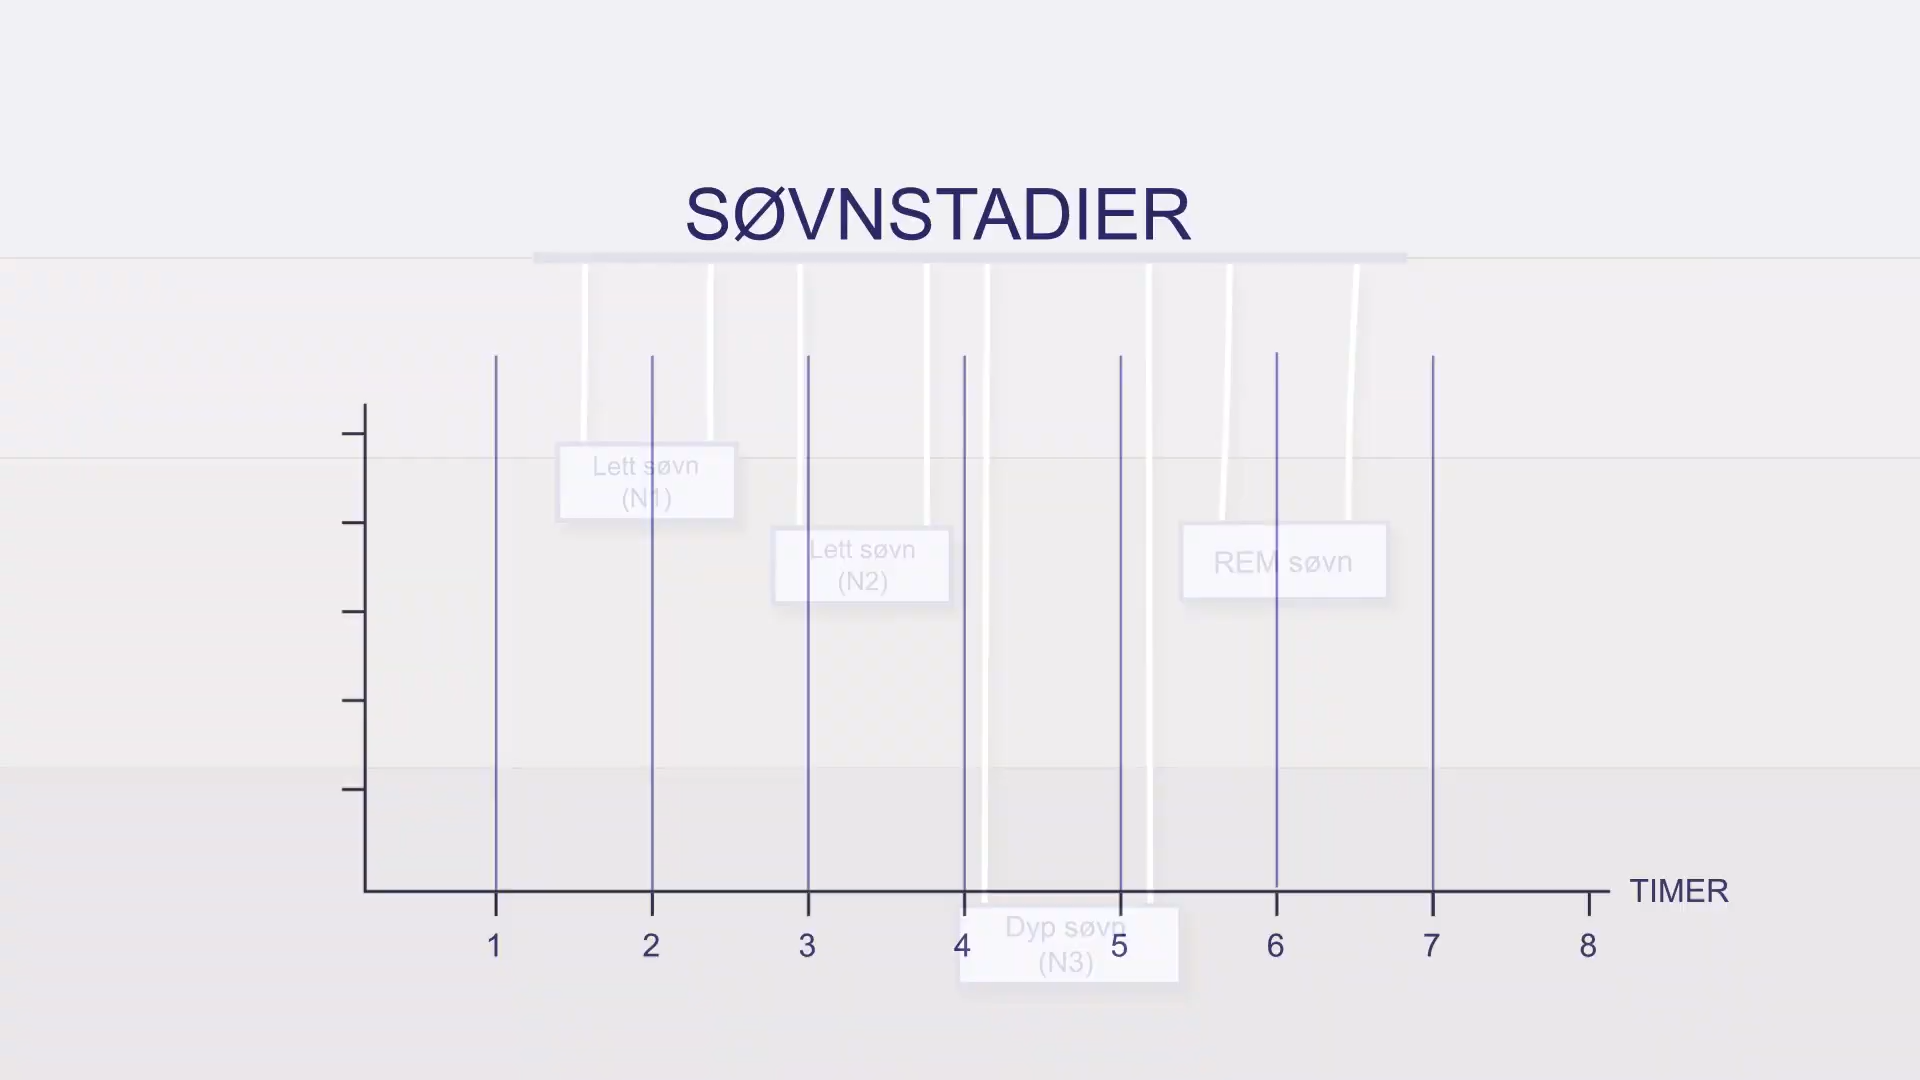 SØVNSTADIER
Lett søvn
(N1)
Lett søvn
(N2)
REM søvn
Dyp søvn
(N3)
TIMER
1 2 3 4 5 6 7 8